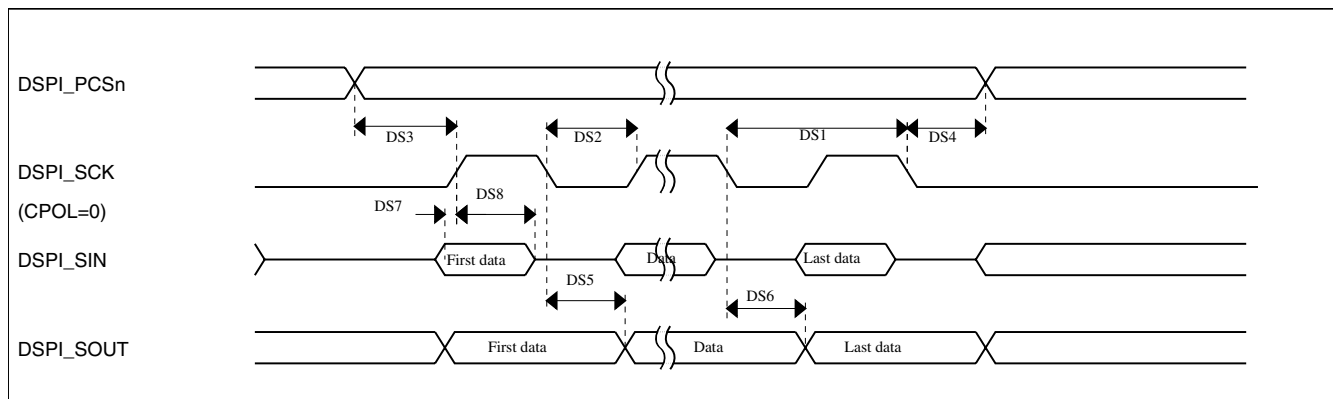 DSPI_PCSn
DS3
DS2
DS1
DS4
DSPI_SCK
(CPOL=0)
DS7
DS8
DSPI_SIN
First data
Data
Last data
DS5
DS6
DSPI_SOUT
First data
Data
Last data